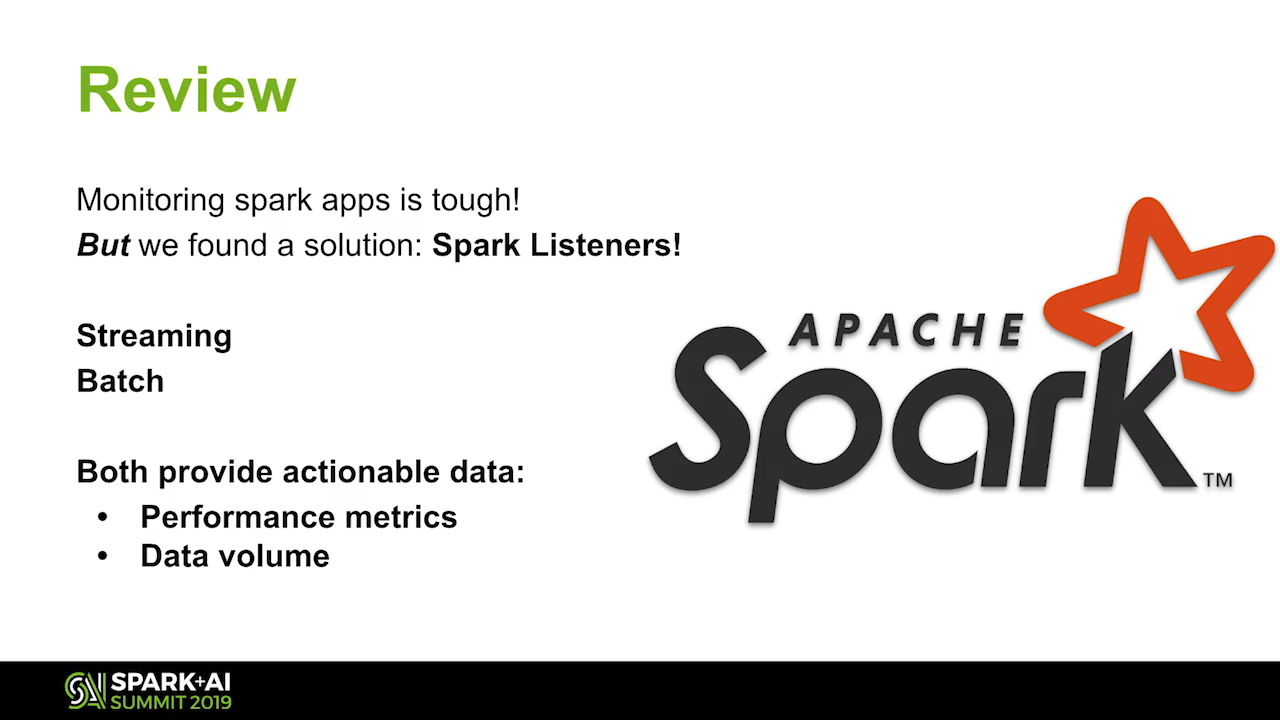 Review
Monitoring spark apps is tough!
But we found a solution: Spark Listeners!
Streaming
Batch
Both provide actionable data:
• Performance metrics
• Data volume
APACHE
Spark
TM
SPARK+AI
SUMMIT 2019